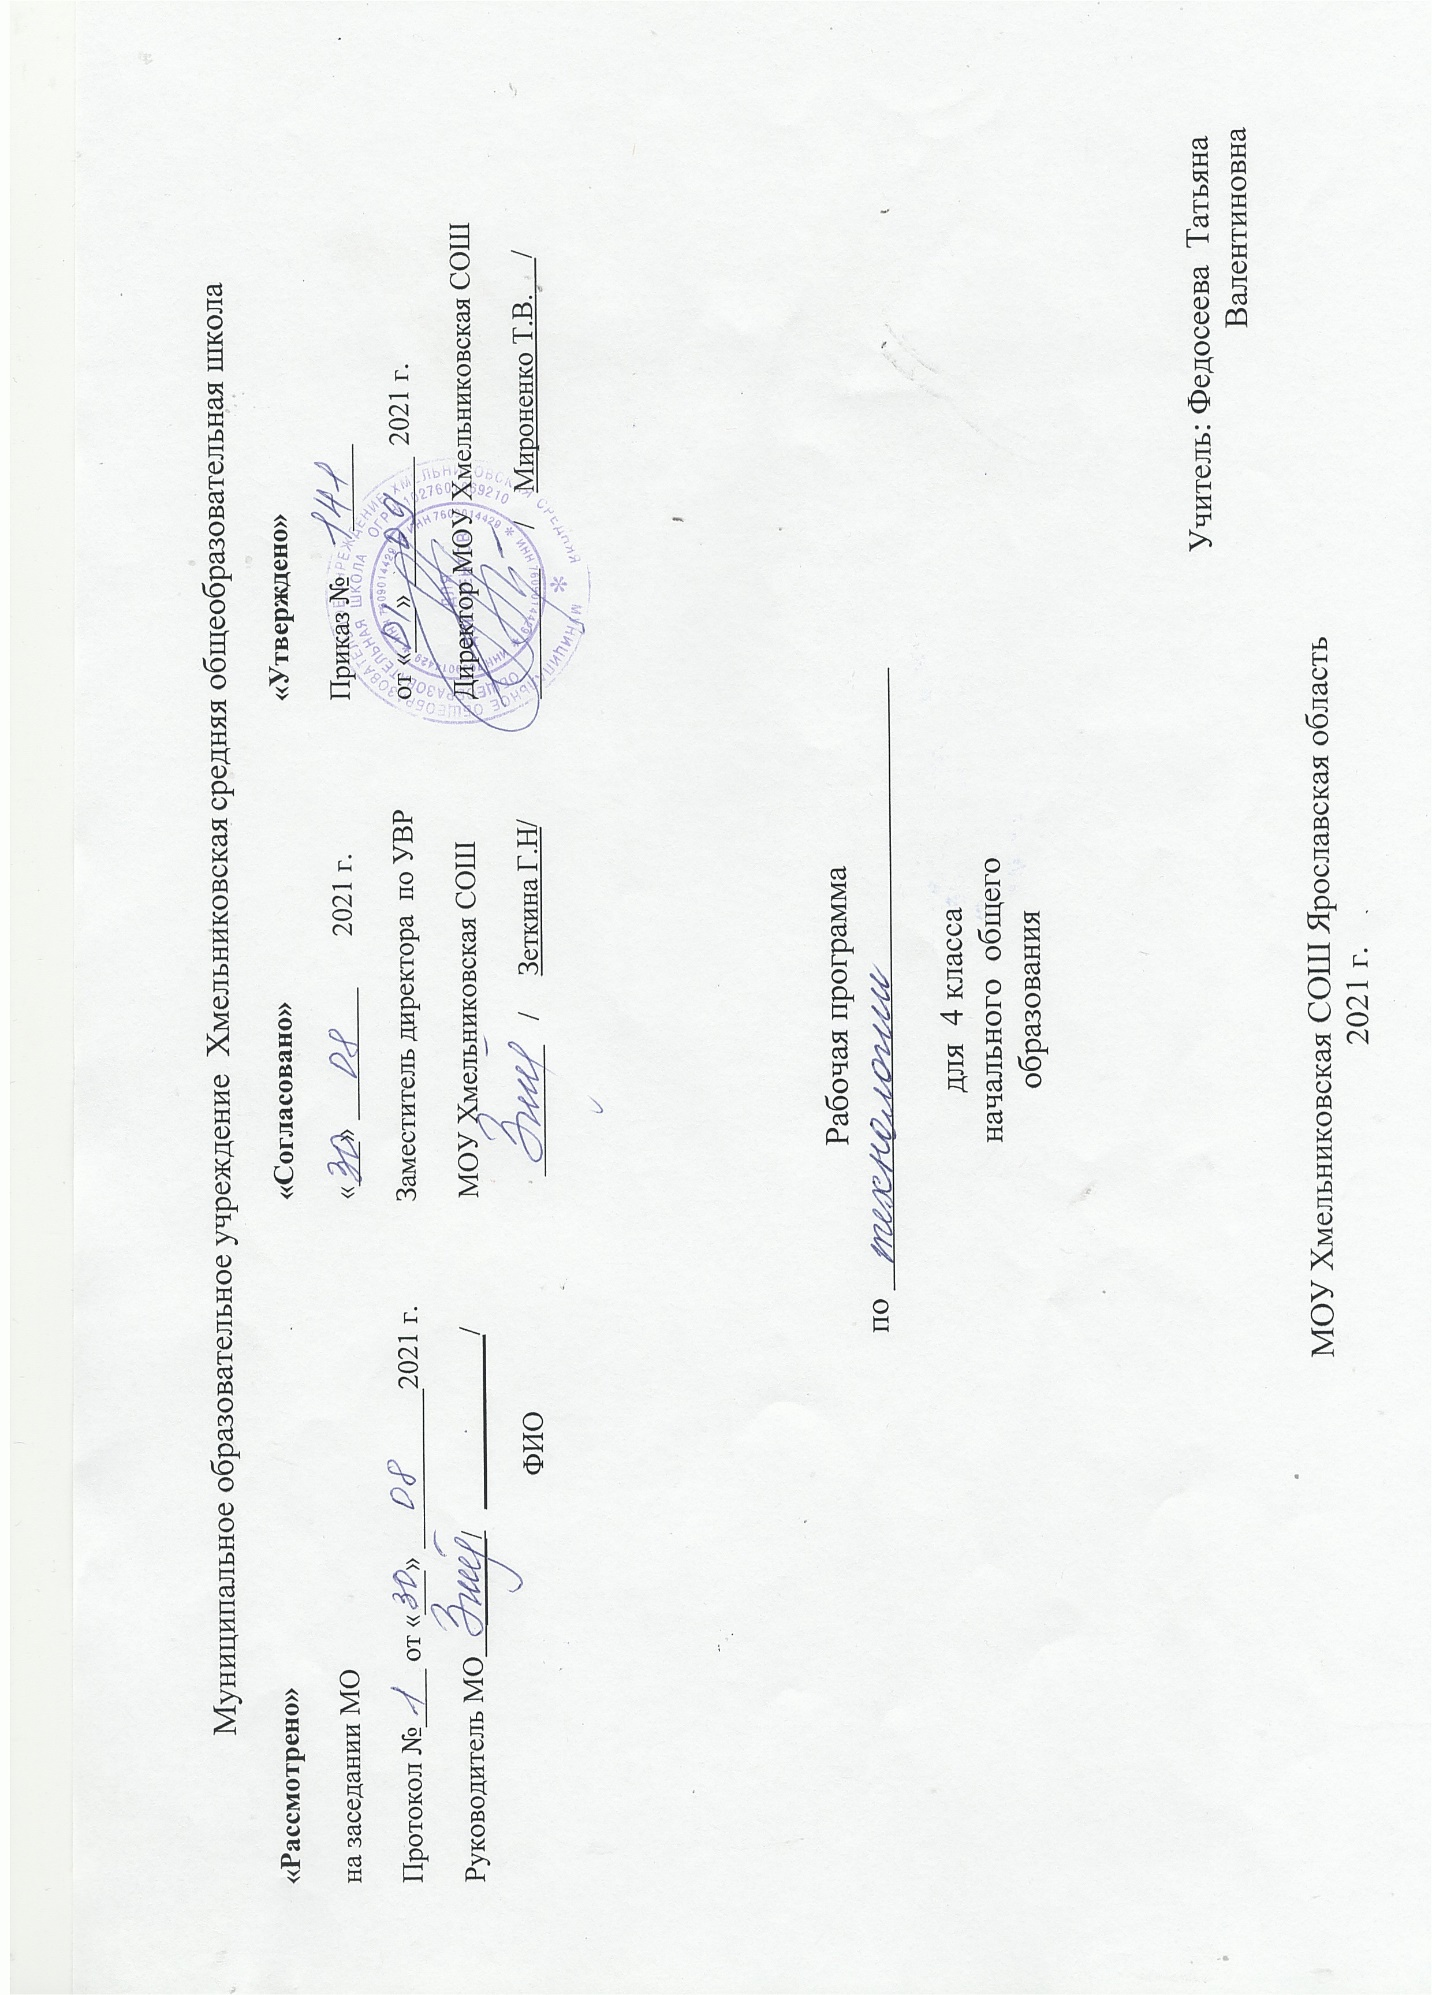 Муниципальное образовательное учреждение Хмельниковская средняя общеобразовательная школа
«Рассмотрено»
на заседании МО
Протокол № 1 от «30» 08 2021 г.
Руководитель МО / /
ФИО
«Согласовано»
«30» 08 2021 г.
Заместитель директора по УВР
МОУ Хмельниковская СОШ
/ Зеткина Г.Н/
«Утверждено»
Приказ №
от «01» 09 2021 г.
Директор МОУ Хмельниковская СОШ
/ Мироненко Т.В. /
Рабочая программа
по технологии
для 4 класса
начального общего
образования
Учитель: Федосеева Татьяна
Валентиновна
МОУ Хмельниковская СОШ Ярославская область
2021 г.